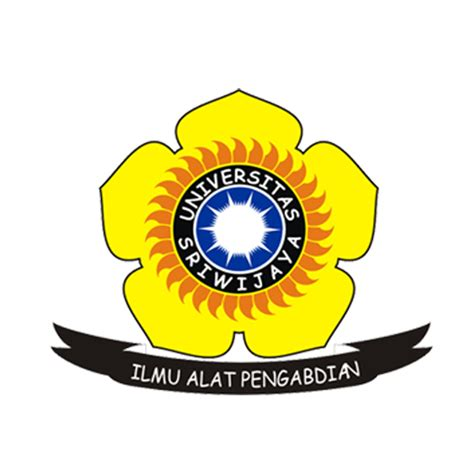 UNIVERSITAS
SRIWIJAYA
ILMU ALAT PENGABDIAN